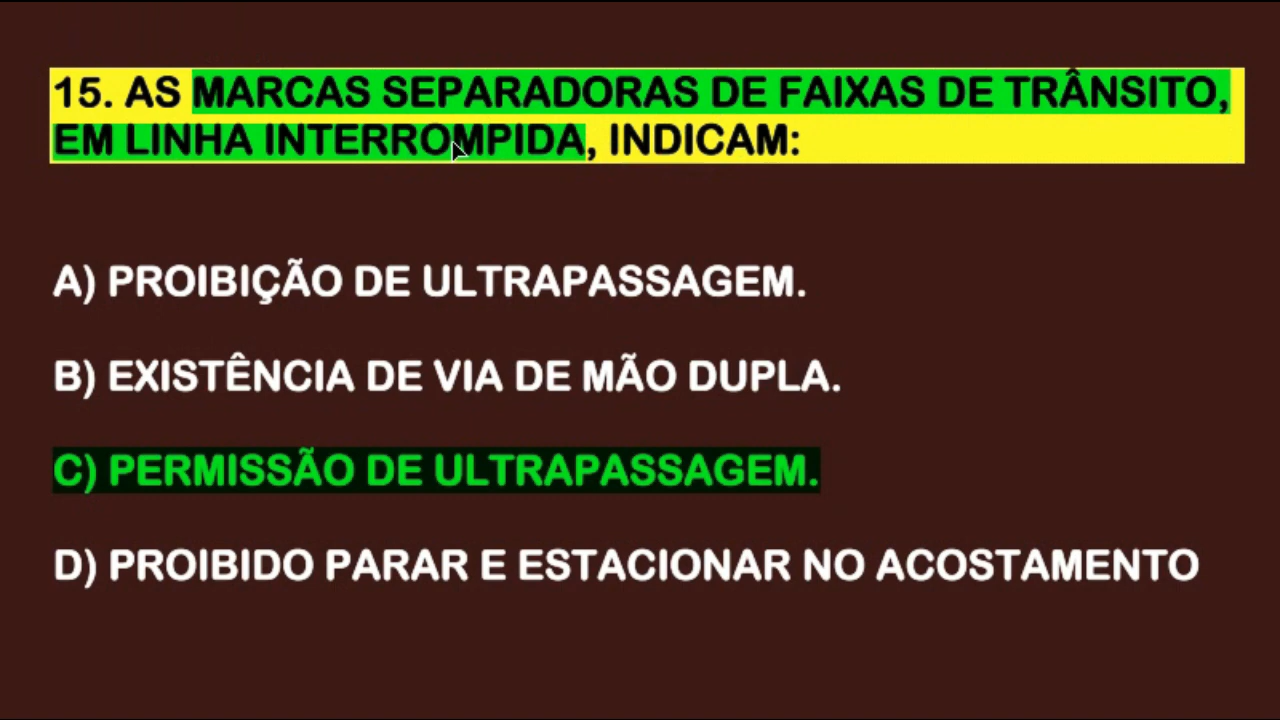 15. AS MARCAS SEPARADORAS DE FAIXAS DE TRÂNSITO,
EM LINHA INTERROMPIDA, INDICAM:
A) PROIBIÇÃO DE ULTRAPASSAGEM.
B) EXISTÊNCIA DE VIA DE MÃO DUPLA.
C) PERMISSÃO DE ULTRAPASSAGEM.
D) PROIBIDO PARAR E ESTACIONAR NO ACOSTAMENTO